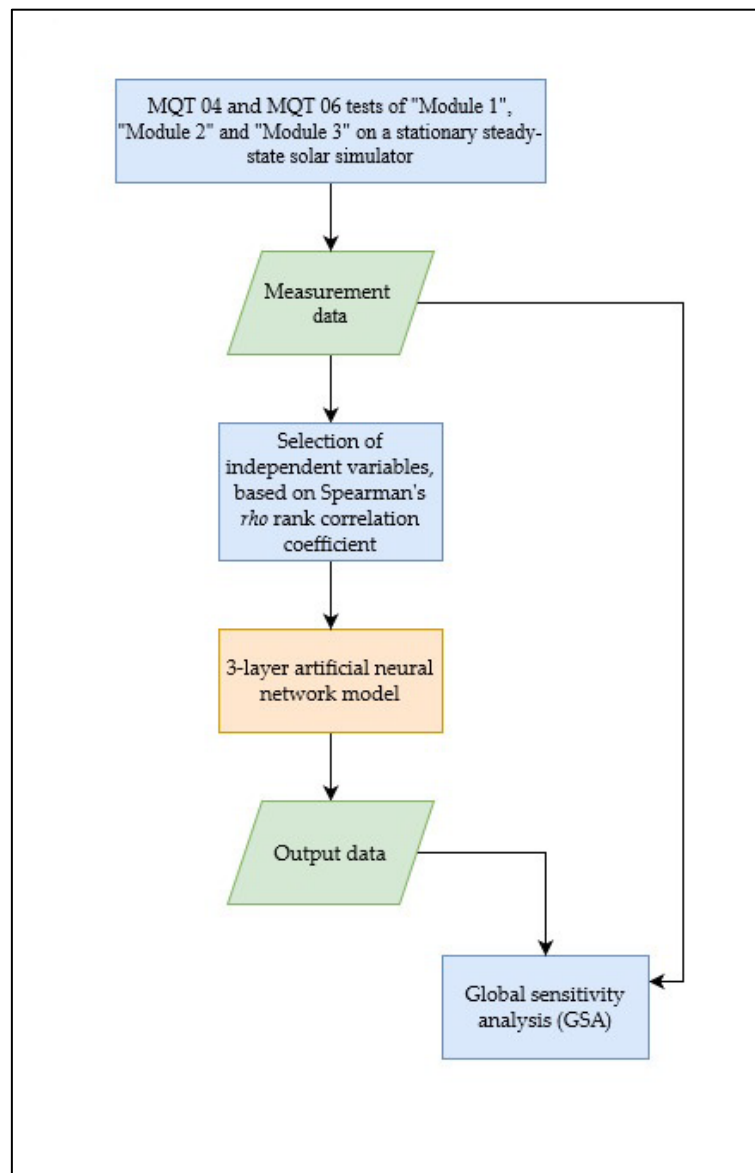 MQT 04 and MQT 06 tests of "Module 1",
"Module 2" and "Module 3" on a stationary steady-
state solar simulator
Measurement
data
Selection of
independent variables,
based on Spearman's
rho rank correlation
coefficient
3-layer artificial neural
network model
Output data
Global sensitivity
analysis (GSA)